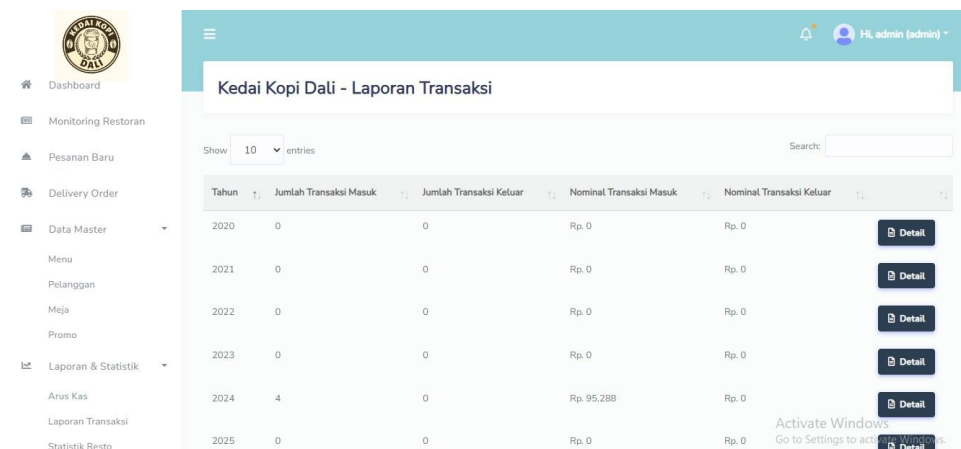 KEDAI KOPI
DALI
Hi, admin (admin)
Dashboard
Kedai Kopi Dali - Laporan Transaksi
Monitoring Restoran
Pesanan Baru
Delivery Order
Data Master
Menu
Pelanggan
Meja
Promo
Laporan & Statistik
Arus Kas
Laporan Transaksi
Statistik Resto
Show 10 entries
Search:
Tahun Jumlah Transaksi Masuk Jumlah Transaksi Keluar Nominal Transaksi Masuk Nominal Transaksi Keluar
2020 0 0 Rp. 0 Rp. 0 Detail
2021 0 0 Rp. 0 Rp. 0 Detail
2022 0 0 Rp. 0 Rp. 0 Detail
2023 0 0 Rp. 0 Rp. 0 Detail
2024 4 0 Rp. 95,288 Rp. 0 Detail
2025 0 0 Rp. 0 Rp. 0 Detail
Activate Windows
Go to Settings to activate Windows.